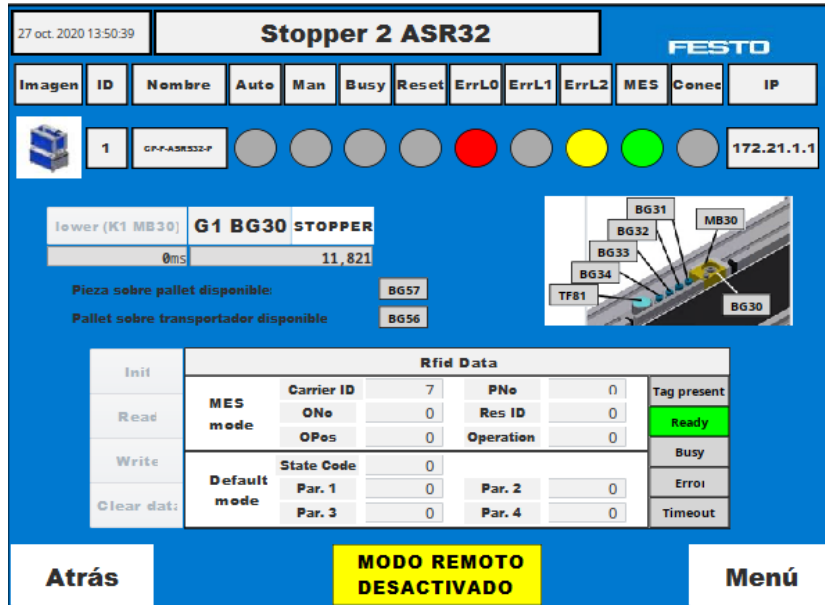 27 oct. 2020 13:50:39
Stopper 2 ASR32
FESTO
Imagen ID Nombre Auto Man Busy Reset ErrL0 ErrL1 ErrL2 MES Conec IP
1 CP-F-ASRS32-P 172.21.1.1
lower (K1 MB30) G1 BG30 STOPPER
0ms 11,821
BG31
MB30
BG32
BG33
BG34
TF81
BG30
Pieza sobre pallet disponible: BG57
Pallet sobre transportador disponible BG56
Init
Read
Write
Clear data
Rfid Data
MES mode
Carrier ID 7 PNo 0
ONo 0 Res ID 0
OPos 0 Operation 0
Default mode
State Code 0
Par. 1 0 Par. 2 0
Par. 3 0 Par. 4 0
Tag present
Ready
Busy
Error
Timeout
Atrás
MODO REMOTO
DESACTIVADO
Menú